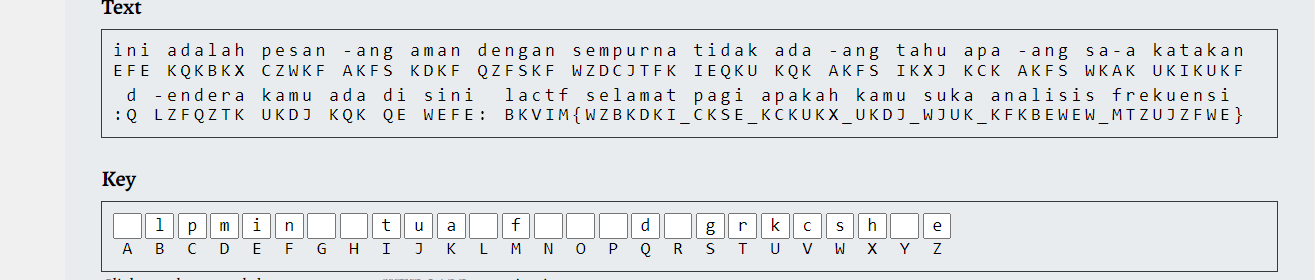 Text
ini adalah pesan -ang aman dengan sempurna tidak ada -ang tahu apa -ang sa-a katakan
EFE KQKBKX CZWKF AKFS KDKF QZFSKF WZDCJTFK IEQKU KQK AKFS IKXJ KCK AKFS WKAK UKIKUKF
d -endera kamu ada di sini lactf selamat pagi apakah kamu suka analisis frekuensi
:Q LZFQZTK UKDJ KQK QE WEFE: BKVIM{WZBKDKI_CKSE_KCKUKX_UKDJ_WJUK_KFKBEWEW_MTZUJZFWE}
Key
l p m i n t u a f d g r k c s h e
A B C D E F G H I J K L M N O P Q R S T U V W X Y Z